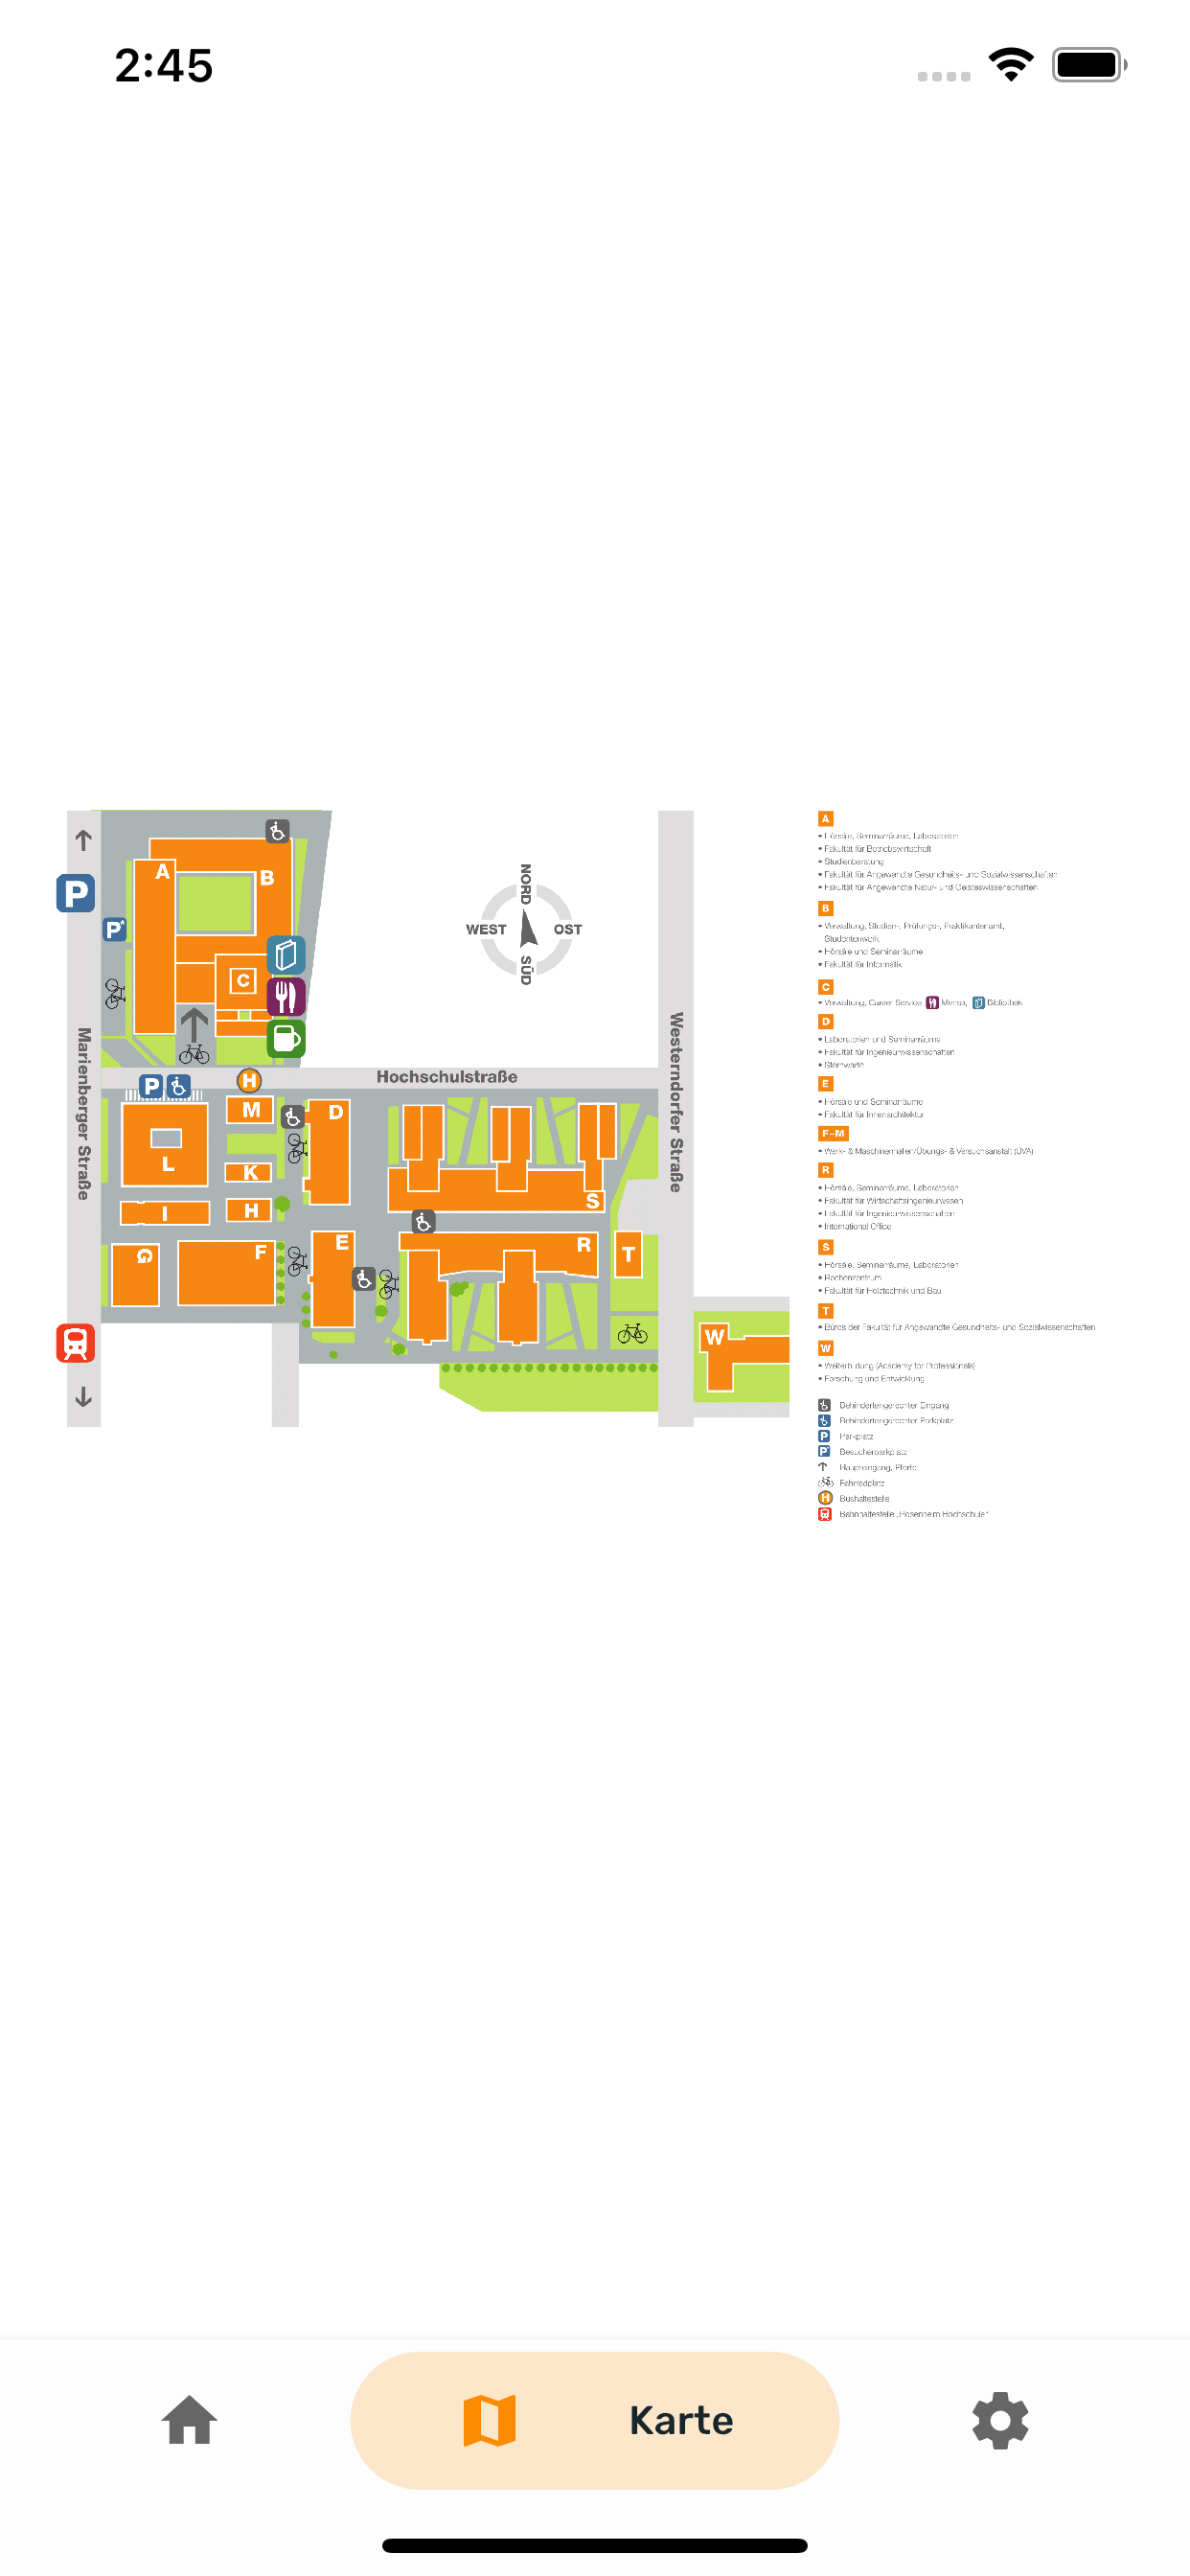 2:45
A
B
C
P
P*
NORD
WEST OST
SÜD
Marienberger Straße
Westerndorfer Straße
Hochschulstraße
P
H
M
D
L
K
I
H
S
G
F
E
R
T
W
A
• Hörsäle, Seminarräume, Laboratorien
• Fakultät für Betriebswirtschaft
• Studienberatung
• Fakultät für Angewandte Gesundheits- und Sozialwissenschaften
• Fakultät für Angewandte Natur- und Geisteswissenschaften
B
• Verwaltung, Studien-, Prüfungs-, Praktikantenamt,
Studentenwerk
• Hörsäle und Seminarräume
• Fakultät für Informatik
C
• Verwaltung, Career Service, Mensa, Bibliothek
D
• Laboratorien und Seminarräume
• Fakultät für Ingenieurwissenschaften
• Sternwarte
E
• Hörsäle und Seminarräume
• Fakultät für Innenarchitektur
F–M
• Werk- & Maschinenhallen/Übungs- & Versuchsanstalt (ÜVA)
R
• Hörsäle, Seminarräume, Laboratorien
• Fakultät für Wirtschaftsingenieurwesen
• Fakultät für Ingenieurwissenschaften
• International Office
S
• Hörsäle, Seminarräume, Laboratorien
• Rechenzentrum
• Fakultät für Holztechnik und Bau
T
• Büros der Fakultät für Angewandte Gesundheits- und Sozialwissenschaften
W
• Weiterbildung (Academy for Professionals)
• Forschung und Entwicklung
Behindertengerechter Eingang
Behindertengerechter Parkplatz
P Parkplatz
P* Besucherparkplatz
Haupteingang, Pforte
Fahrradplatz
H Bushaltestelle
Bahnhaltestelle „Rosenheim Hochschule“
Karte